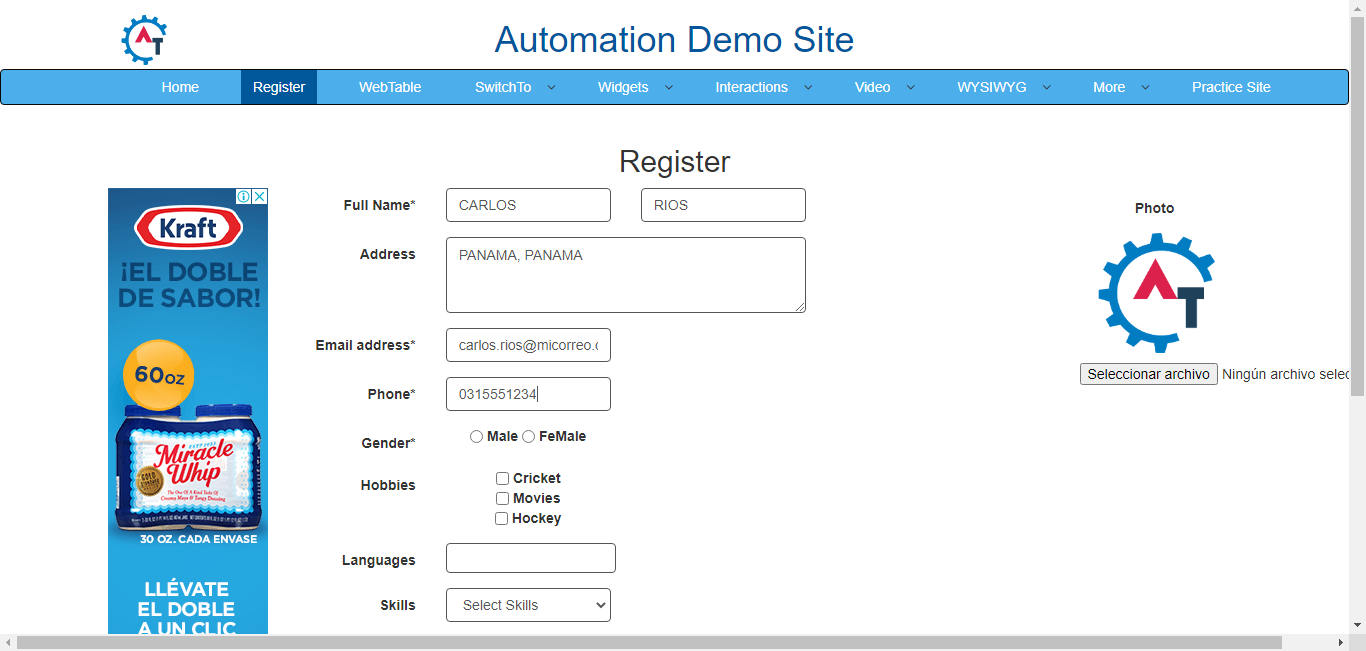 AT
Automation Demo Site
Home Register WebTable SwitchTo Widgets Interactions Video WYSIWYG More Practice Site
Register
Kraft
¡EL DOBLE
DE SABOR!
60OZ
Miracle
Whip
30 OZ. CADA ENVASE
LLÉVATE
EL DOBLE
A UN CLIC
Full Name* CARLOS RIOS
Address PANAMA, PANAMA
Email address* carlos.rios@micorreo.c
Phone* 0315551234
Gender* Male FeMale
Hobbies Cricket
Movies
Hockey
Languages
Skills Select Skills
Photo
AT
Seleccionar archivo Ningún archivo selec